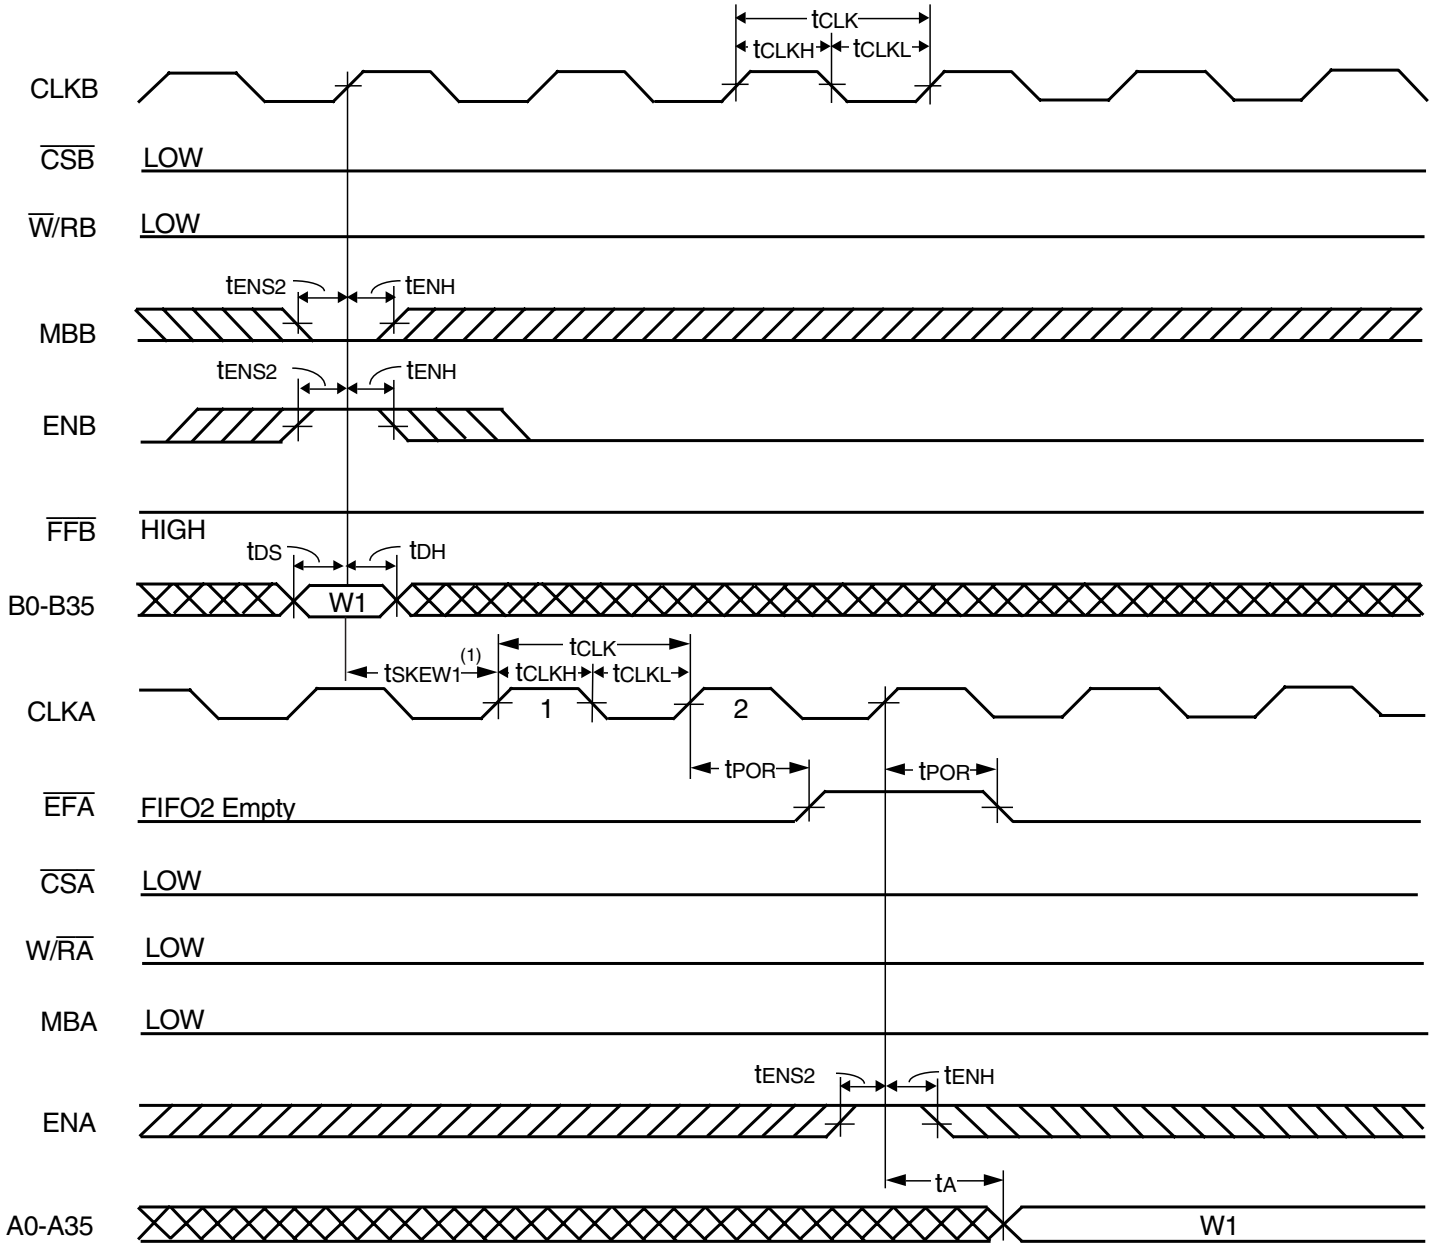 tCLK
tCLKH tCLKL
CLKB
CSB LOW
W/RB LOW
tENS2 tENH
MBB
tENS2 tENH
ENB
FFB HIGH
tDS tDH
B0-B35 W1
tCLK
tSKEW1(1) tCLKH tCLKL
CLKA 1 2
tPOR tPOR
EFA FIFO2 Empty
CSA LOW
W/RA LOW
MBA LOW
tENS2 tENH
ENA
tA
A0-A35 W1